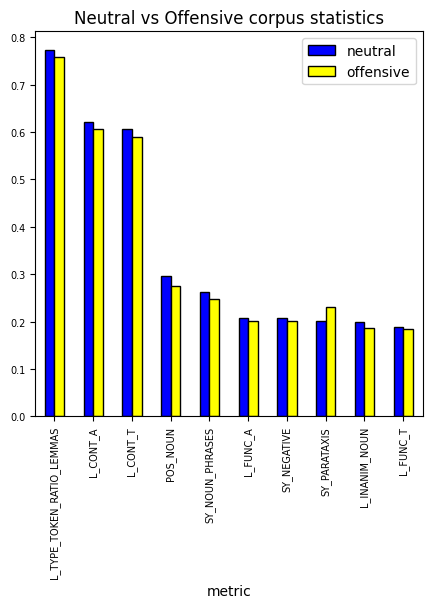 Neutral vs Offensive corpus statistics
neutral
offensive
0.8
0.7
0.6
0.5
0.4
0.3
0.2
0.1
0.0
L_TYPE_TOKEN_RATIO_LEMMAS
L_CONT_A
L_CONT_T
POS_NOUN
SY_NOUN_PHRASES
L_FUNC_A
SY_NEGATIVE
SY_PARATAXIS
L_INANIM_NOUN
L_FUNC_T
metric